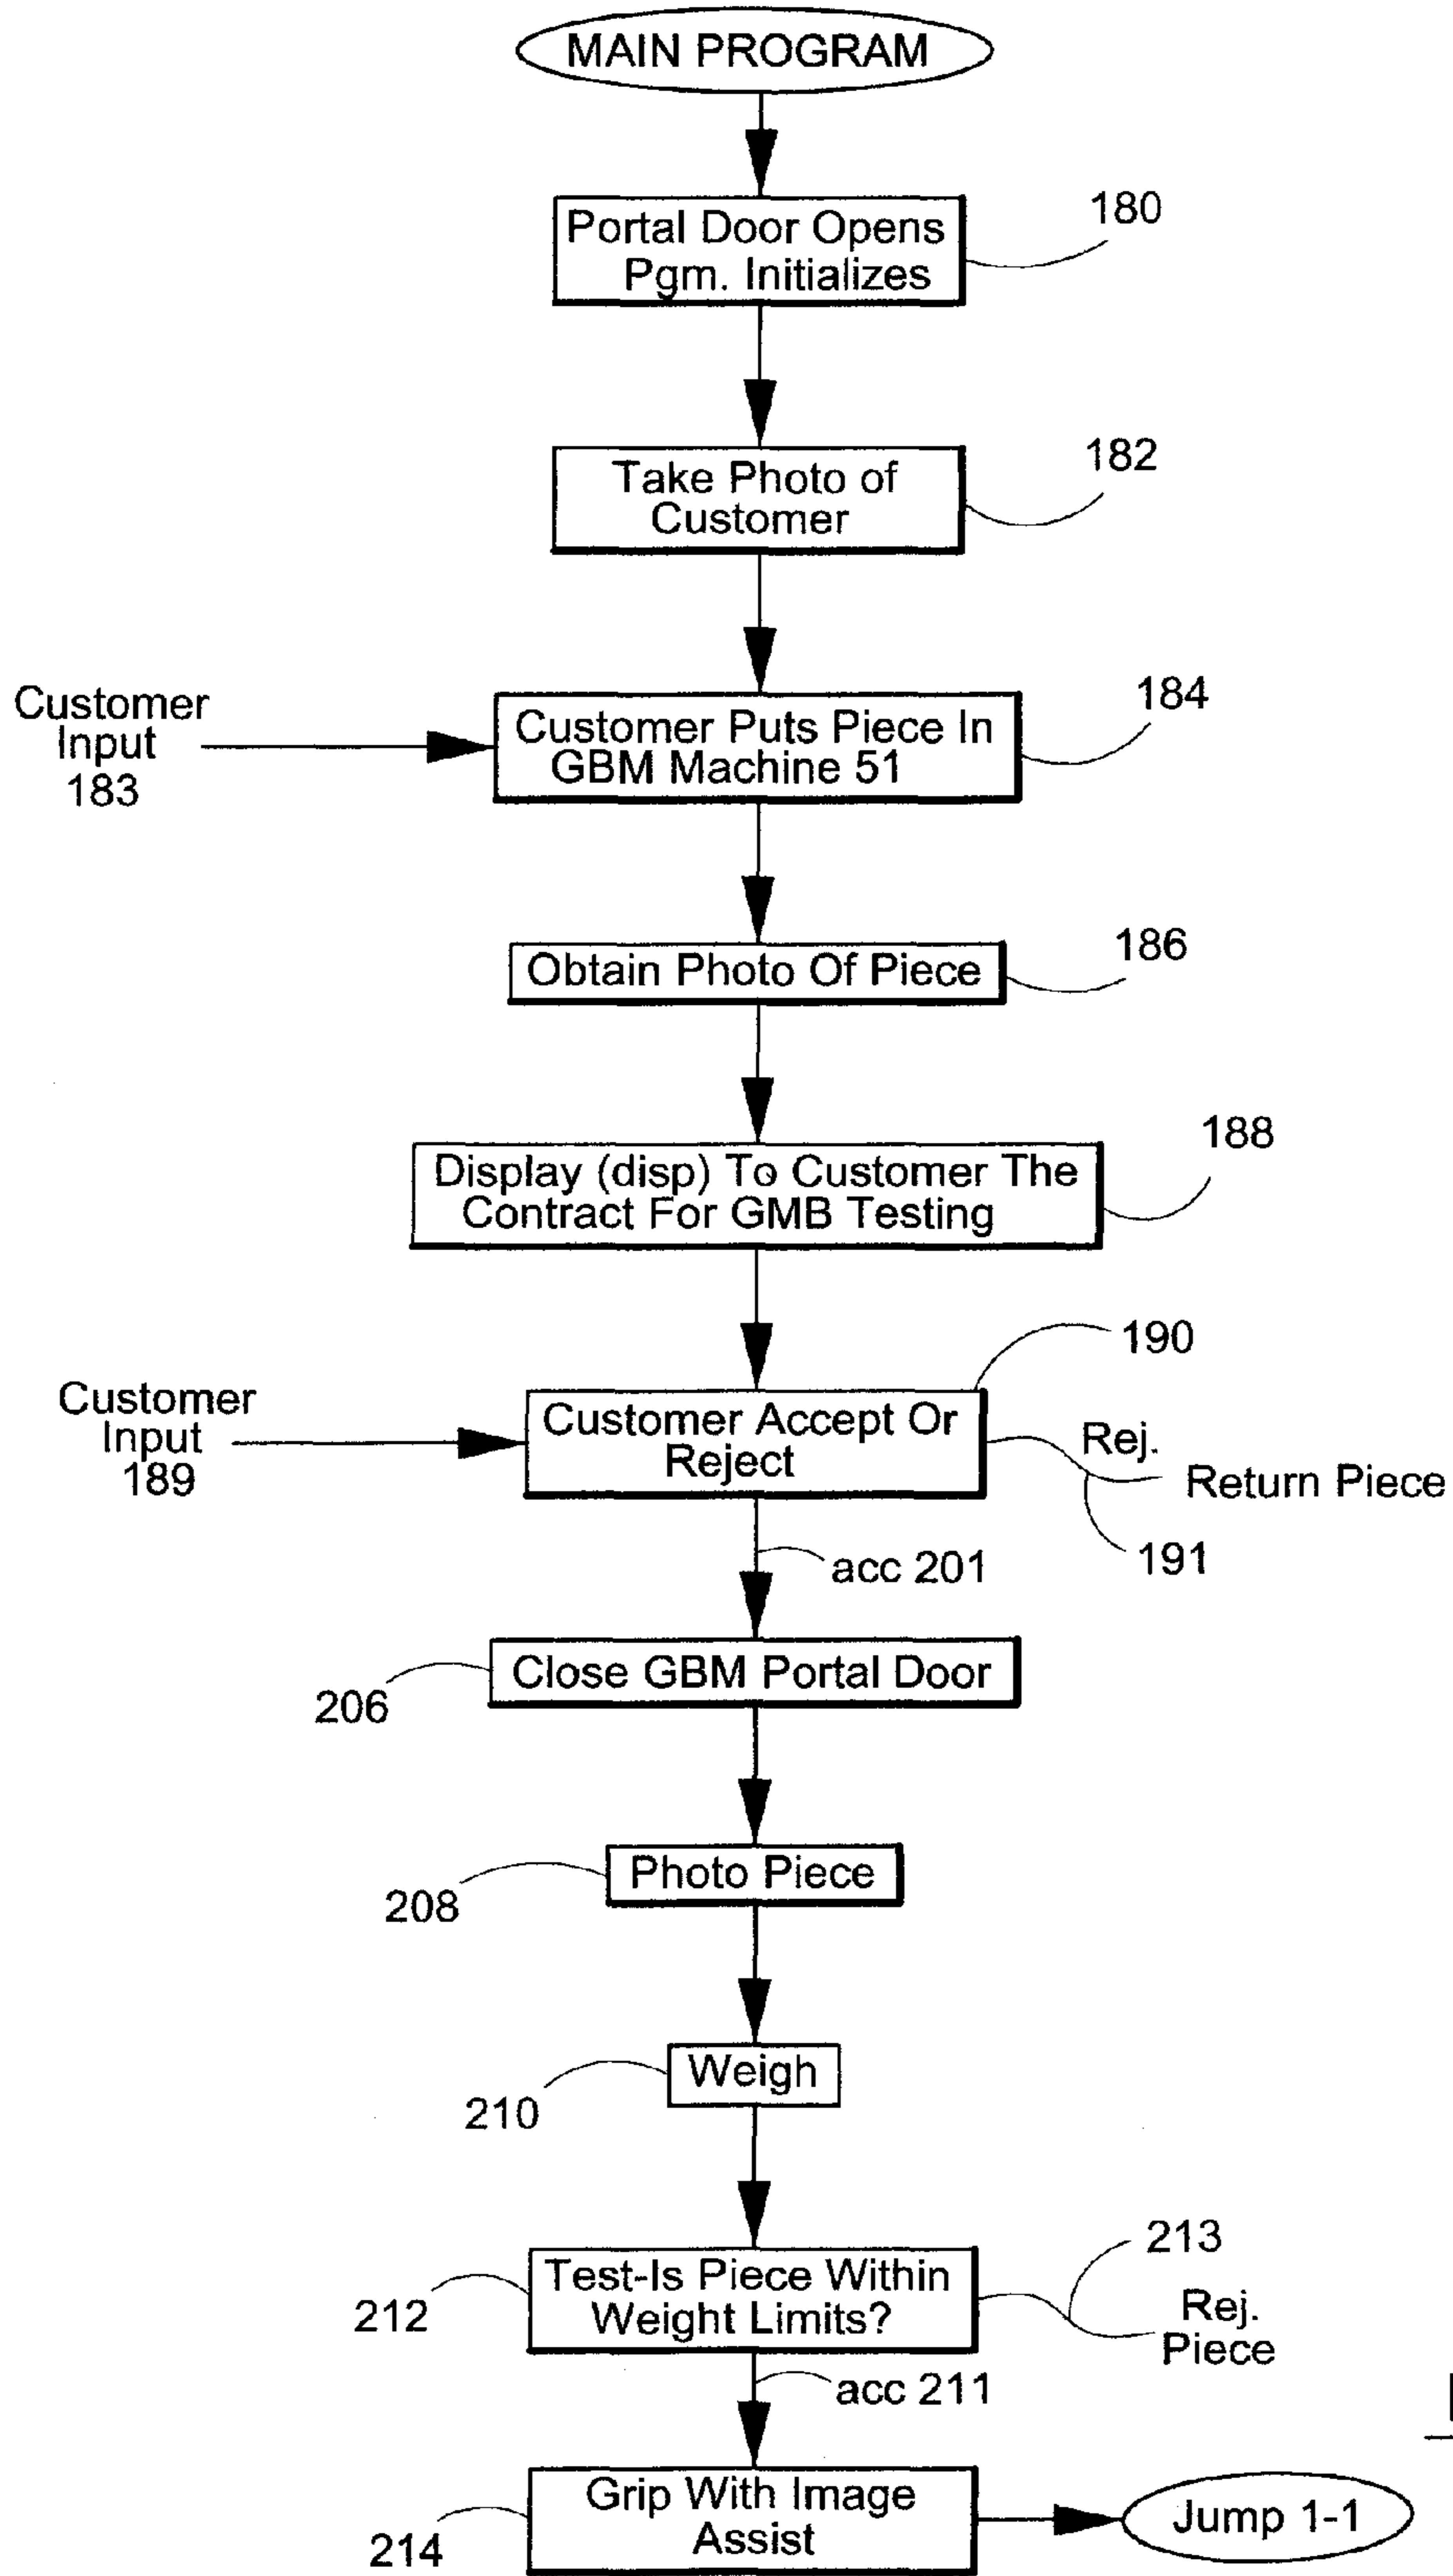 MAIN PROGRAM
Portal Door Opens
Pgm. Initializes
180
Take Photo of
Customer
182
Customer
Input
183
Customer Puts Piece In
GBM Machine 51
184
Obtain Photo Of Piece
186
Display (disp) To Customer The
Contract For GMB Testing
188
190
Customer
Input
189
Customer Accept Or
Reject
Rej.
Return Piece
191
acc 201
Close GBM Portal Door
206
Photo Piece
208
Weigh
210
Test-Is Piece Within
Weight Limits?
212
213
Rej.
Piece
acc 211
Grip With Image
Assist
214
Jump 1-1